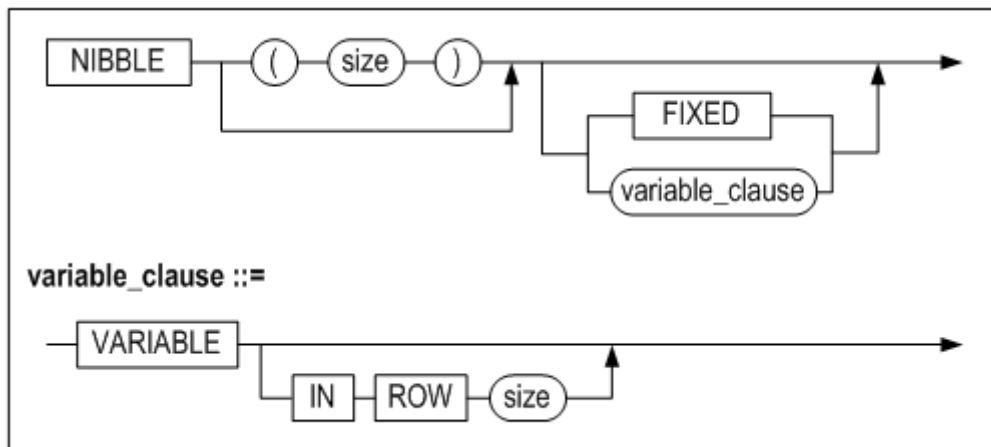 NIBBLE ( size )
FIXED
variable_clause
variable_clause ::=
VARIABLE
IN ROW size